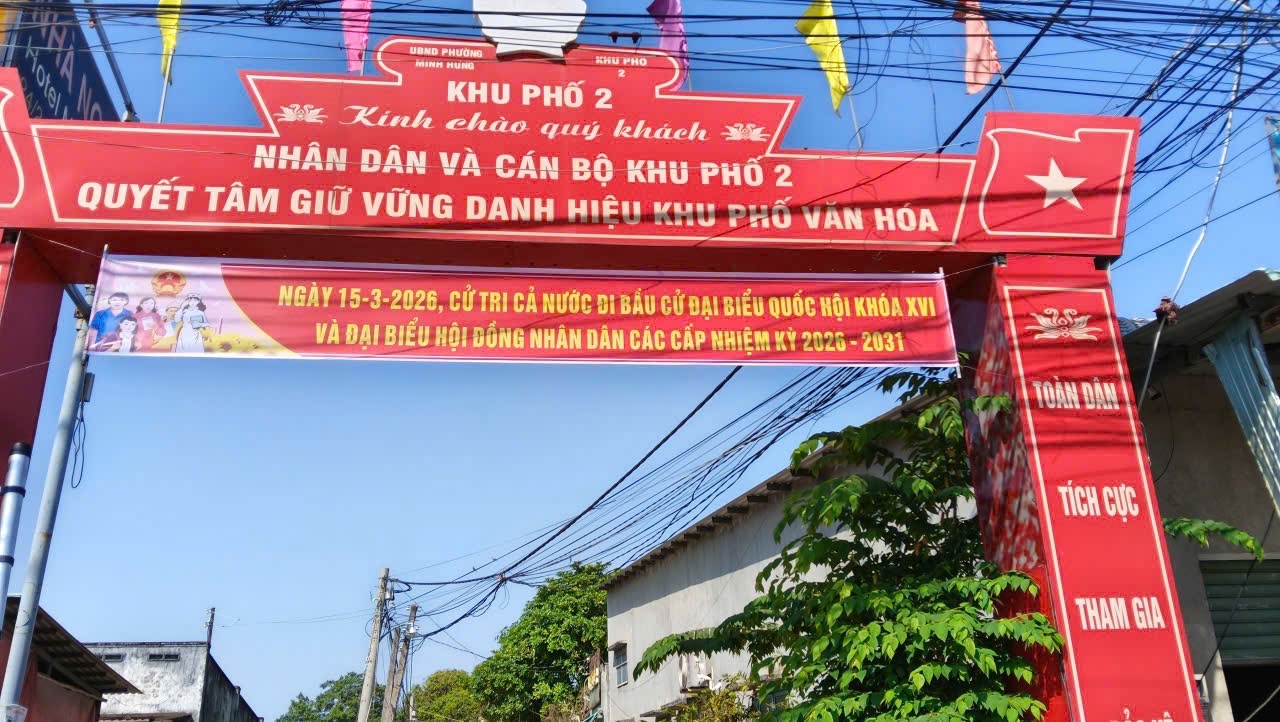 NHA NG
Hotel
UBND PHƯỜNG
MINH HƯNG
KHU PHỐ
2
KHU PHỐ 2
Kính chào quý khách
NHÂN DÂN VÀ CÁN BỘ KHU PHỐ 2
QUYẾT TÂM GIỮ VỮNG DANH HIỆU KHU PHỐ VĂN HÓA
NGÀY 15-3-2026, CỬ TRI CẢ NƯỚC ĐI BẦU CỬ ĐẠI BIỂU QUỐC HỘI KHÓA XVI
VÀ ĐẠI BIỂU HỘI ĐỒNG NHÂN DÂN CÁC CẤP NHIỆM KỲ 2026 - 2031
TOÀN DÂN
TÍCH CỰC
THAM GIA